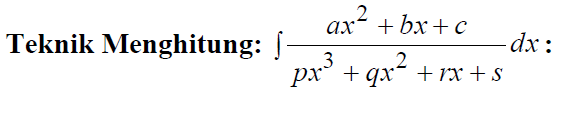 Teknik Menghitung: ∫ (ax² + bx + c)/(px³ + qx² + rx + s) dx :